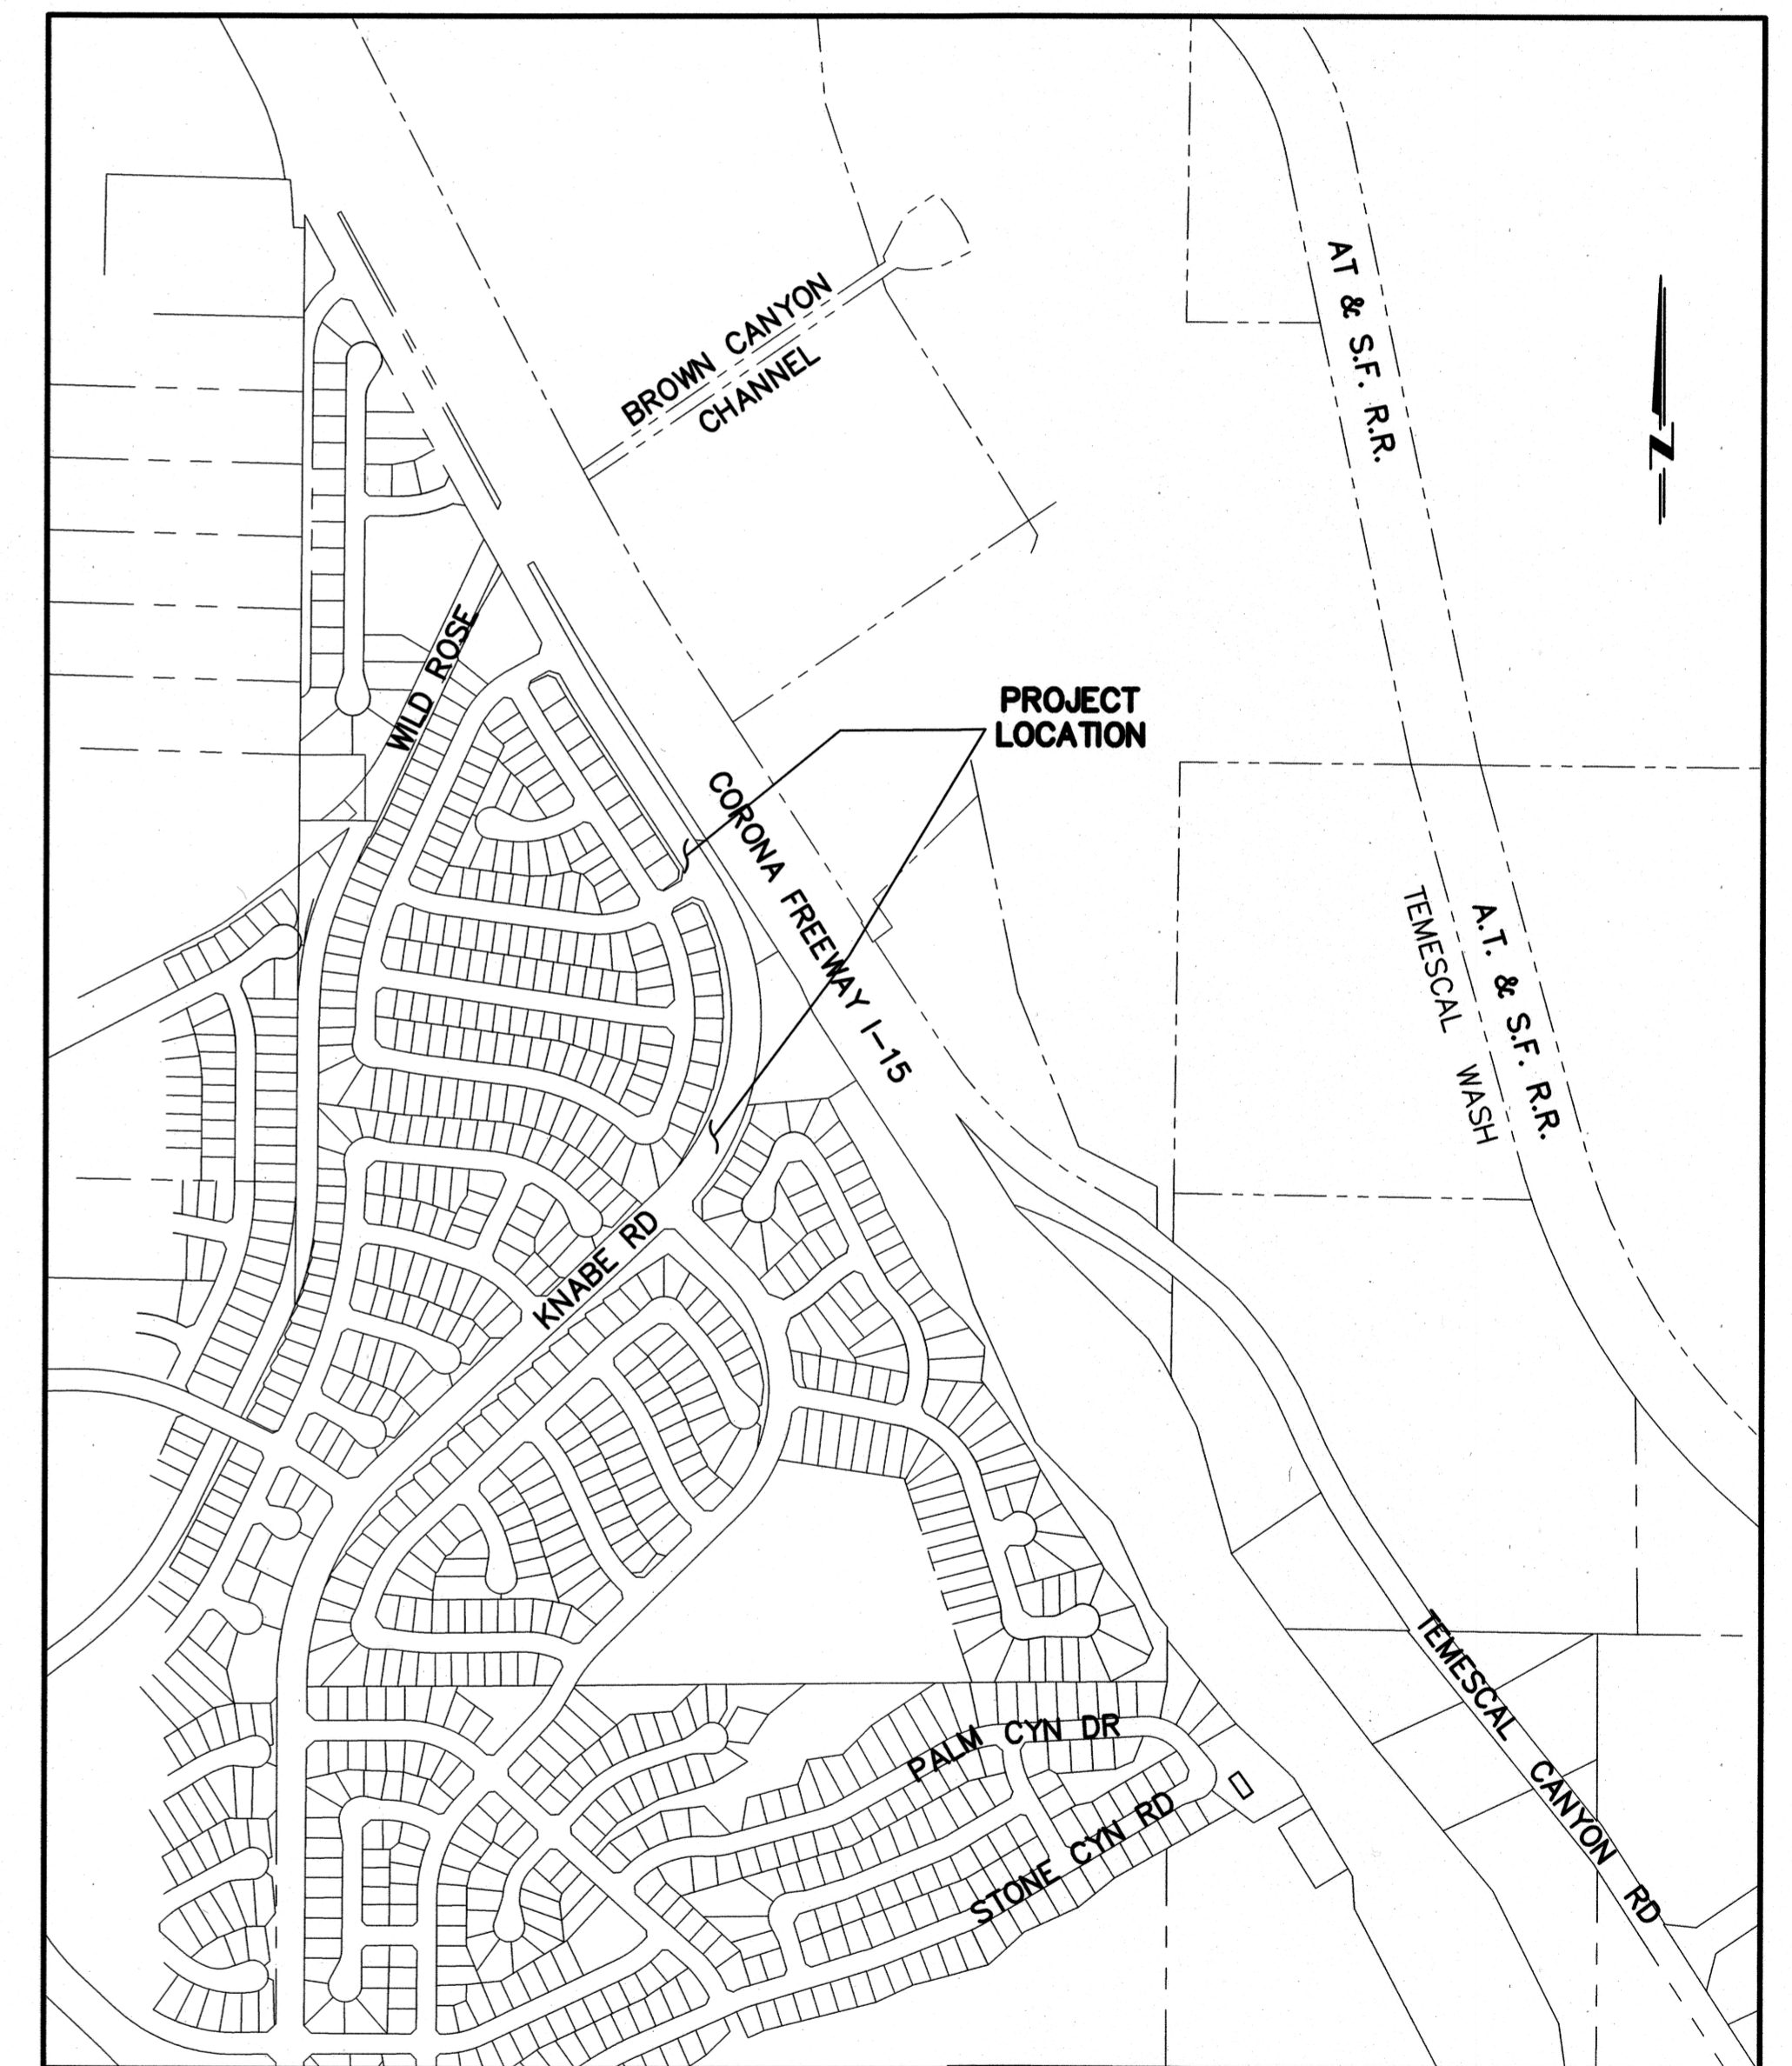 AT & S.F. R.R.
BROWN CANYON
CHANNEL
N
WILD ROSE
PROJECT
LOCATION
CORONA FREEWAY I-15
TEMESCAL WASH
A.T. & S.F. R.R.
KNABE RD
TEMESCAL CANYON RD
PALM CYN DR
STONE CYN RD